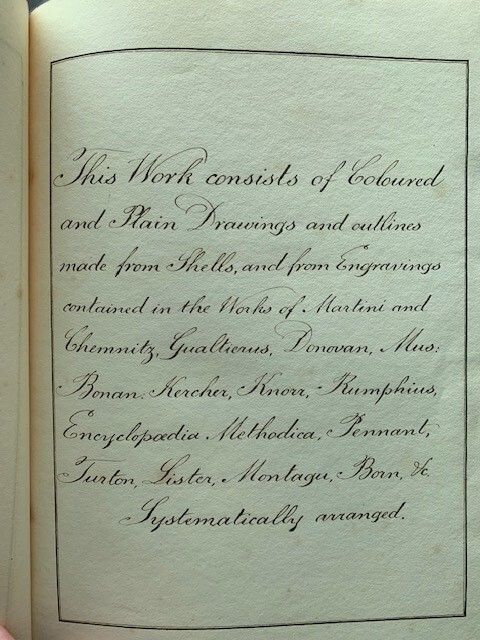 This Work consists of Coloured
and Plain Drawings and outlines
made from Shells, and from Engravings
contained in the Works of Martini and
Chemnitz, Gualtierus, Donovan, Mus:
Bonan. Kercher, Knorr, Rumphius,
Encyclopædia Methodica, Pennant,
Turton, Lister, Montagu, Born, &c.
Systematically arranged.